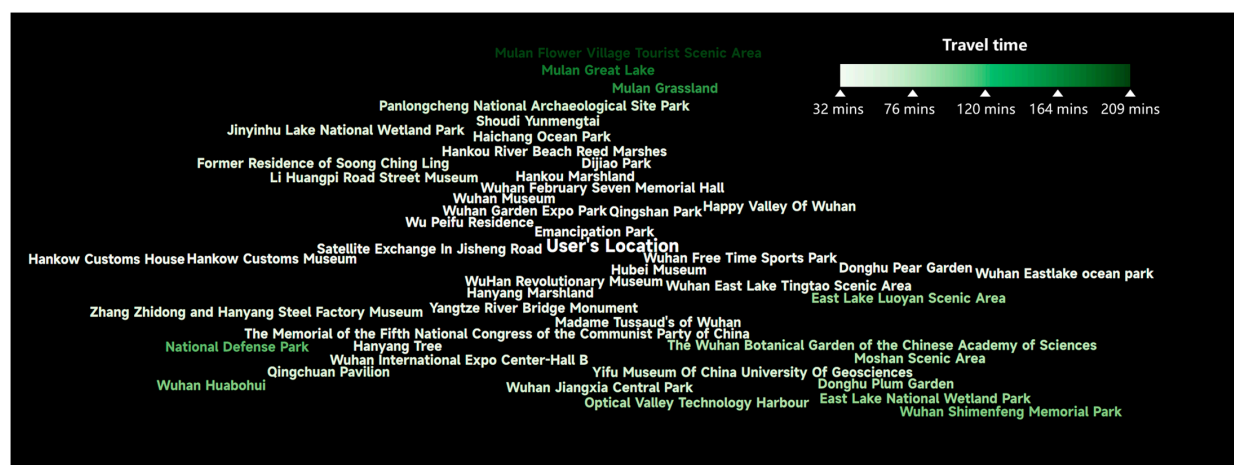 Travel time
32 mins 76 mins 120 mins 164 mins 209 mins
Mulan Flower Village Tourist Scenic Area
Mulan Great Lake
Mulan Grassland
Panlongcheng National Archaeological Site Park
Shoudi Yunmengtai
Jinyinhu Lake National Wetland Park
Haichang Ocean Park
Hankou River Beach Reed Marshes
Former Residence of Soong Ching Ling
Dijiao Park
Li Huangpi Road Street Museum
Hankou Marshland
Wuhan February Seven Memorial Hall
Wuhan Museum
Wuhan Garden Expo Park
Qingshan Park
Happy Valley Of Wuhan
Wu Peifu Residence
Emancipation Park
Satellite Exchange In Jisheng Road
User's Location
Hankow Customs House
Hankow Customs Museum
Wuhan Free Time Sports Park
Hubei Museum
Donghu Pear Garden
Wuhan Eastlake ocean park
WuHan Revolutionary Museum
Wuhan East Lake Tingtao Scenic Area
Hanyang Marshland
East Lake Luoyan Scenic Area
Zhang Zhidong and Hanyang Steel Factory Museum
Yangtze River Bridge Monument
Madame Tussaud's of Wuhan
The Memorial of the Fifth National Congress of the Communist Party of China
National Defense Park
Hanyang Tree
The Wuhan Botanical Garden of the Chinese Academy of Sciences
Wuhan International Expo Center-Hall B
Moshan Scenic Area
Qingchuan Pavilion
Yifu Museum Of China University Of Geosciences
Wuhan Huabohui
Wuhan Jiangxia Central Park
Donghu Plum Garden
Optical Valley Technology Harbour
East Lake National Wetland Park
Wuhan Shimenfeng Memorial Park